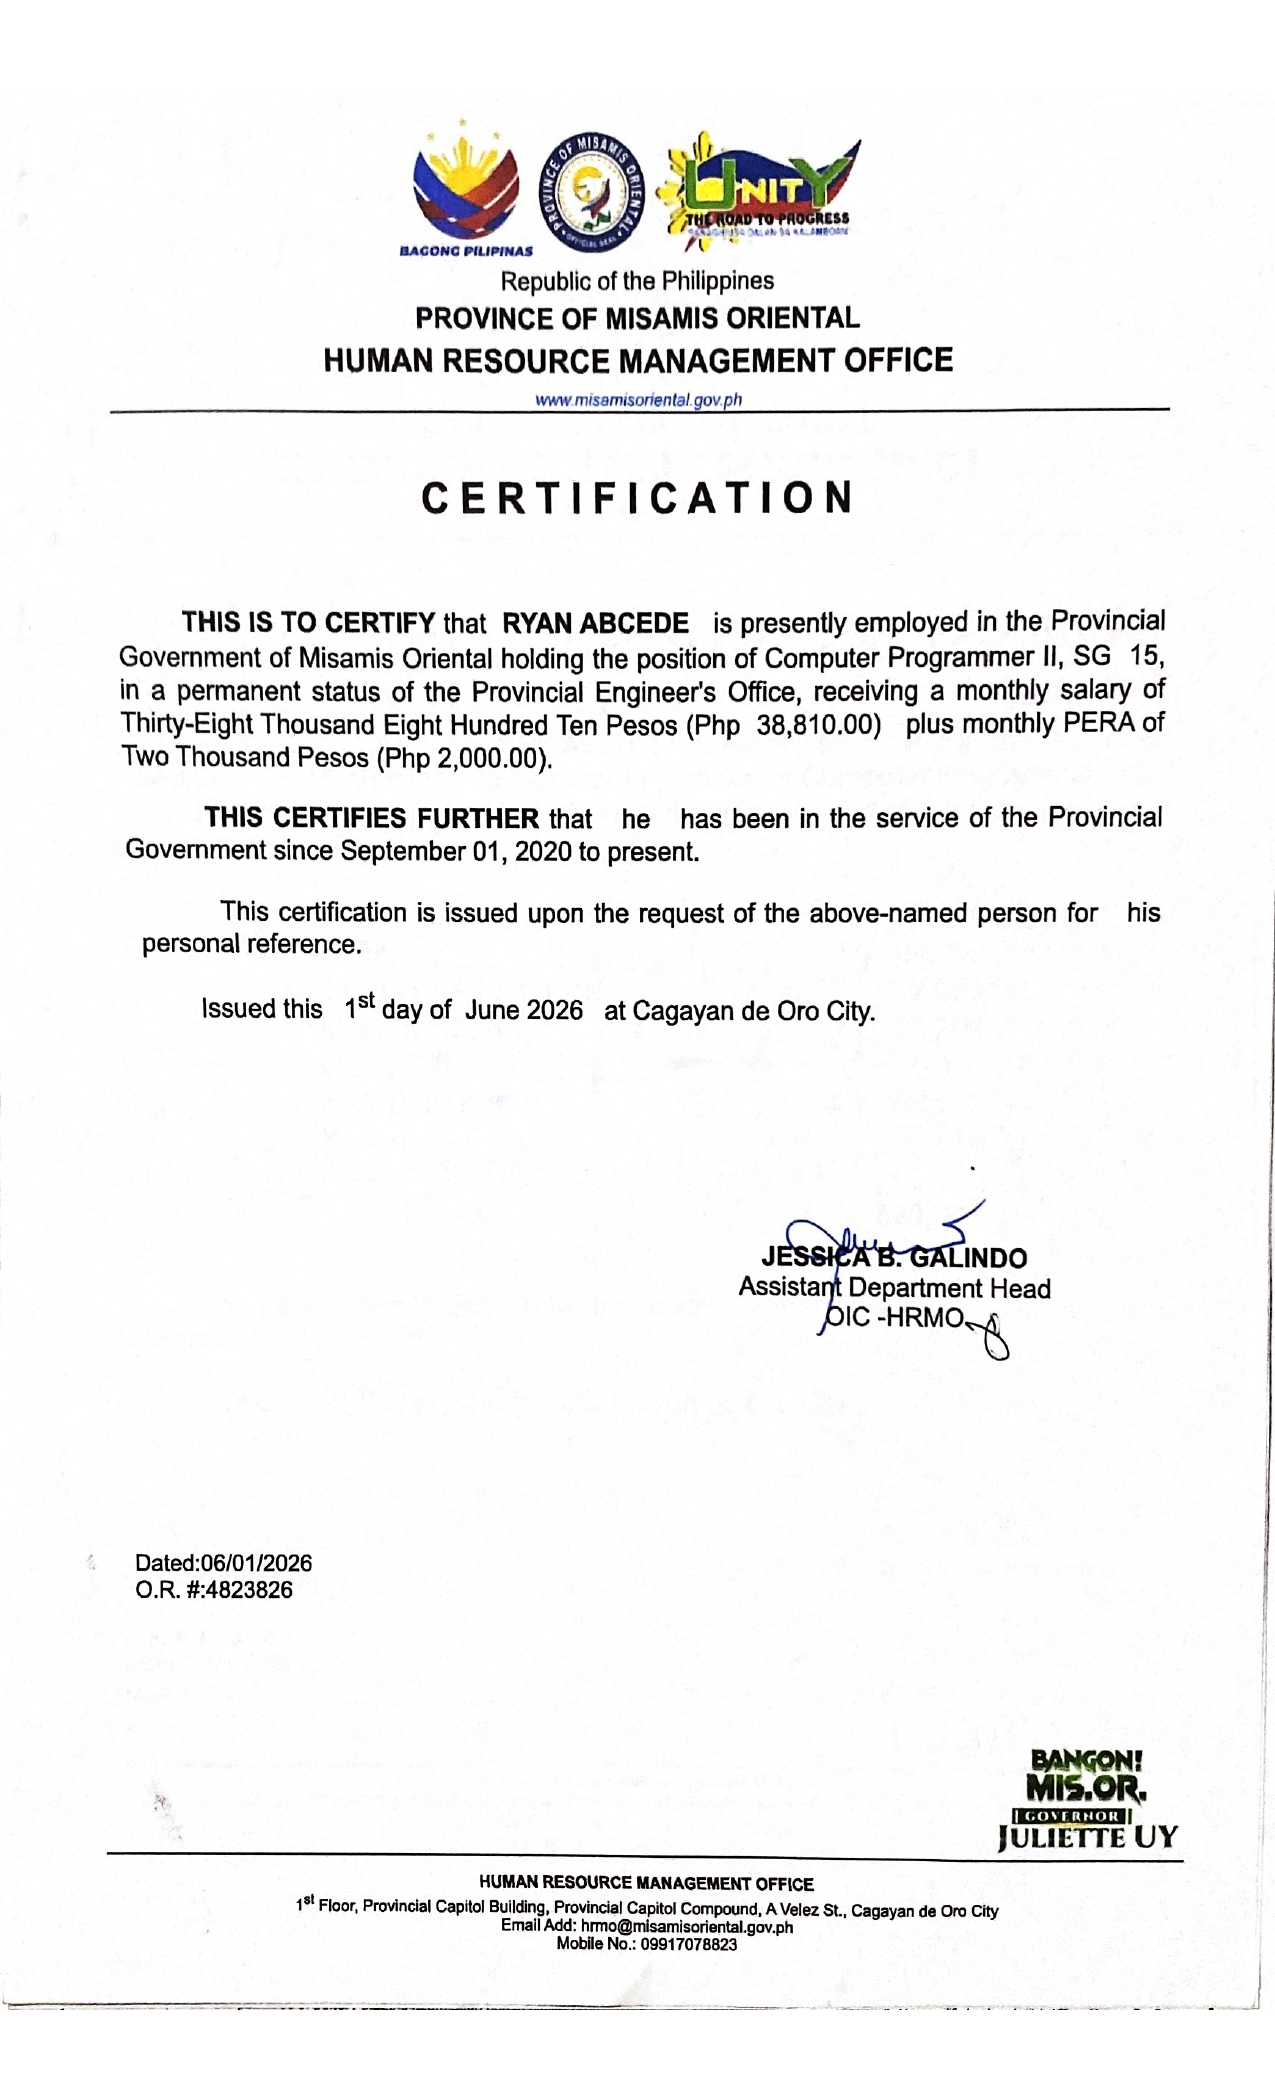 BAGONG PILIPINAS
PROVINCE OF MISAMIS ORIENTAL
OFFICIAL SEAL
UNITY
THE ROAD TO PROGRESS
Republic of the Philippines
PROVINCE OF MISAMIS ORIENTAL
HUMAN RESOURCE MANAGEMENT OFFICE
www.misamisoriental.gov.ph
CERTIFICATION
THIS IS TO CERTIFY that RYAN ABCEDE is presently employed in the Provincial
Government of Misamis Oriental holding the position of Computer Programmer II, SG 15,
in a permanent status of the Provincial Engineer's Office, receiving a monthly salary of
Thirty-Eight Thousand Eight Hundred Ten Pesos (Php 38,810.00) plus monthly PERA of
Two Thousand Pesos (Php 2,000.00).
THIS CERTIFIES FURTHER that he has been in the service of the Provincial
Government since September 01, 2020 to present.
This certification is issued upon the request of the above-named person for his
personal reference.
Issued this 1st day of June 2026 at Cagayan de Oro City.
JESSICA B. GALINDO
Assistant Department Head
OIC -HRMO
Dated:06/01/2026
O.R. #:4823826
BANGON!
MIS.OR.
GOVERNOR
JULIETTE UY
HUMAN RESOURCE MANAGEMENT OFFICE
1st Floor, Provincial Capitol Building, Provincial Capitol Compound, A Velez St., Cagayan de Oro City
Email Add: hrmo@misamisoriental.gov.ph
Mobile No.: 09917078823